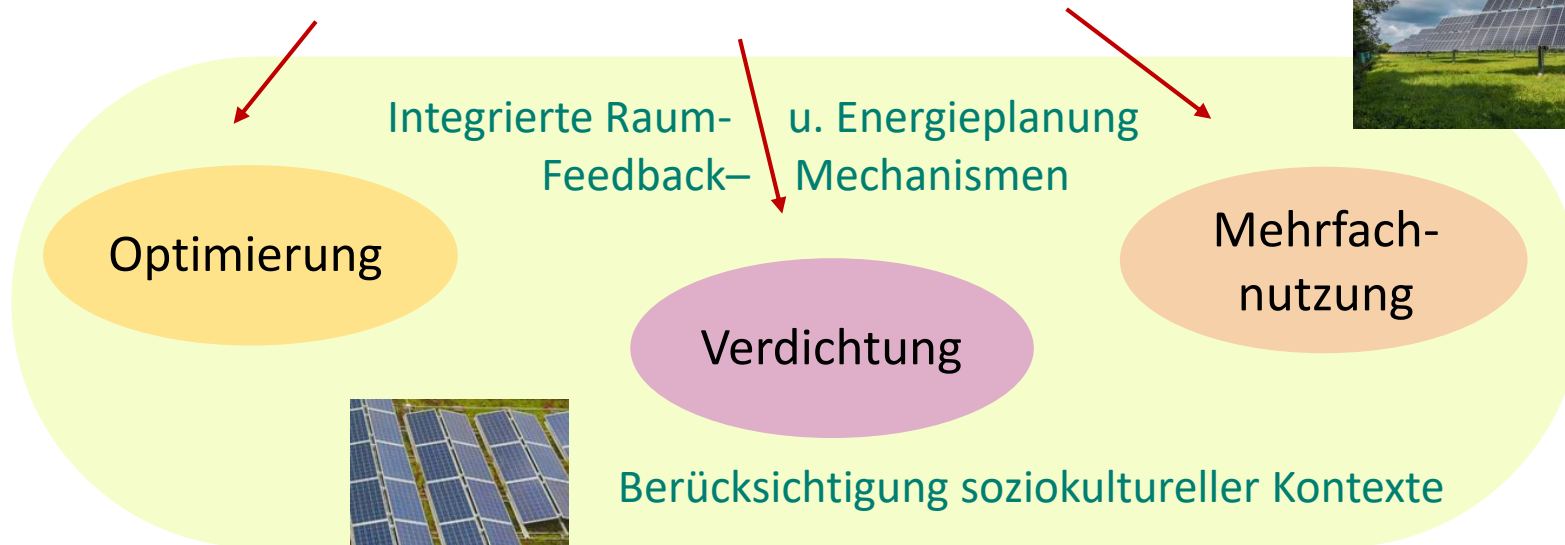 Integrierte Raum- u. Energieplanung
Feedback– Mechanismen
Optimierung
Verdichtung
Mehrfach-
nutzung
Berücksichtigung soziokultureller Kontexte